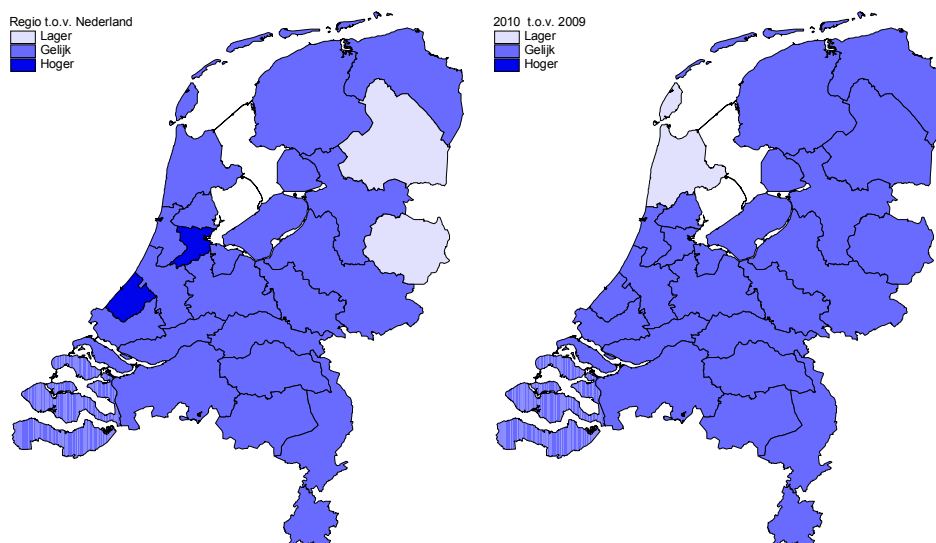 Regio t.o.v. Nederland
Lager
Gelijk
Hoger
2010 t.o.v. 2009
Lager
Gelijk
Hoger